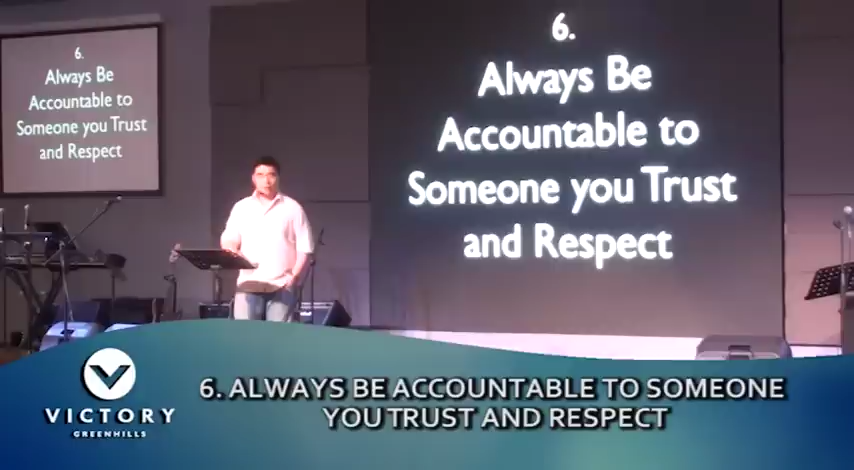 6.
Always Be
Accountable to
Someone you Trust
and Respect
6.
Always Be
Accountable to
Someone you Trust
and Respect
VICTORY
GREENHILLS
6. ALWAYS BE ACCOUNTABLE TO SOMEONE
YOU TRUST AND RESPECT